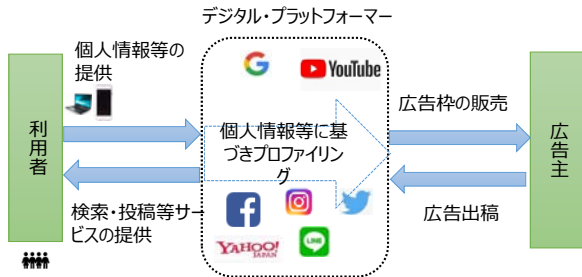 デジタル・プラットフォーマー
個人情報等の
提供
G
YouTube
広告枠の販売
利用者
個人情報等に基
づきプロファイリン
グ
広告主
検索・投稿等サー
ビスの提供
f
広告出稿
YAHOO!
JAPAN
LINE